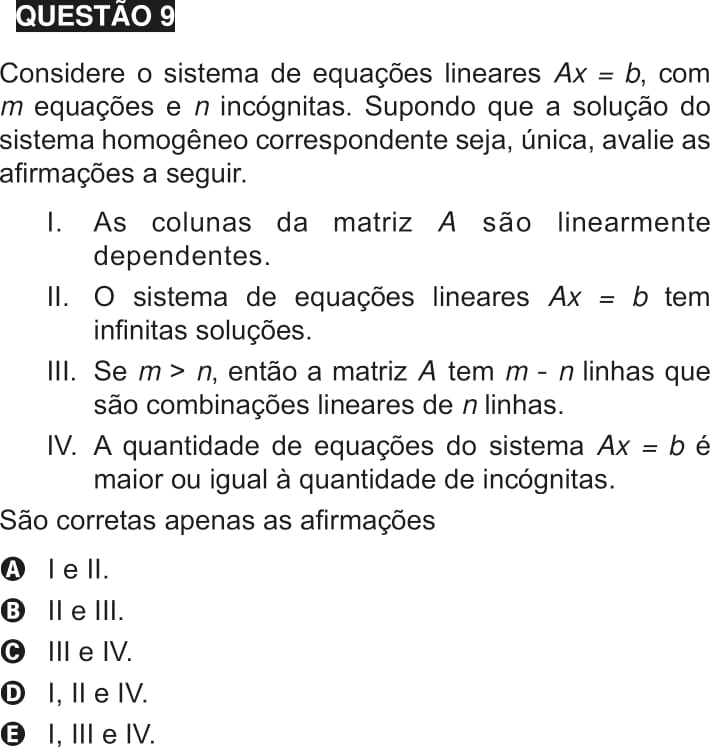 QUESTÃO 9
Considere o sistema de equações lineares Ax = b, com
m equações e n incógnitas. Supondo que a solução do
sistema homogêneo correspondente seja, única, avalie as
afirmações a seguir.
I. As colunas da matriz A são linearmente
dependentes.
II. O sistema de equações lineares Ax = b tem
infinitas soluções.
III. Se m > n, então a matriz A tem m - n linhas que
são combinações lineares de n linhas.
IV. A quantidade de equações do sistema Ax = b é
maior ou igual à quantidade de incógnitas.
São corretas apenas as afirmações
A I e II.
B II e III.
C III e IV.
D I, II e IV.
E I, III e IV.